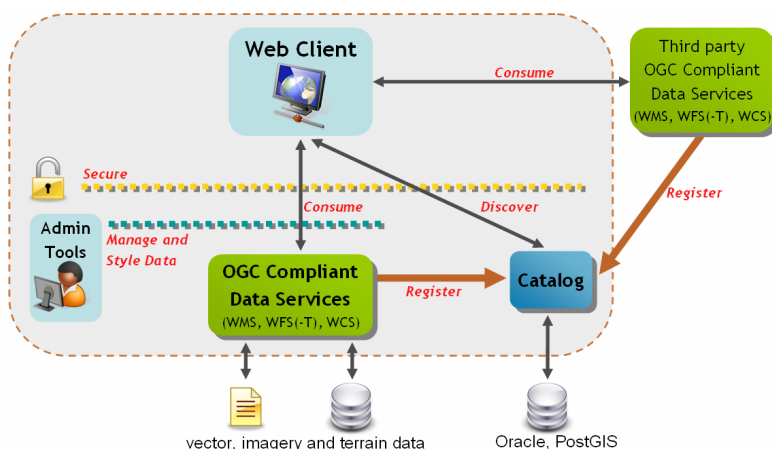 Web Client
Third party
OGC Compliant
Data Services
(WMS, WFS(-T), WCS)
Consume
Secure
Register
Consume
Discover
Admin
Tools
Manage and
Style Data
OGC Compliant
Data Services
(WMS, WFS(-T), WCS)
Register
Catalog
vector, imagery and terrain data
Oracle, PostGIS